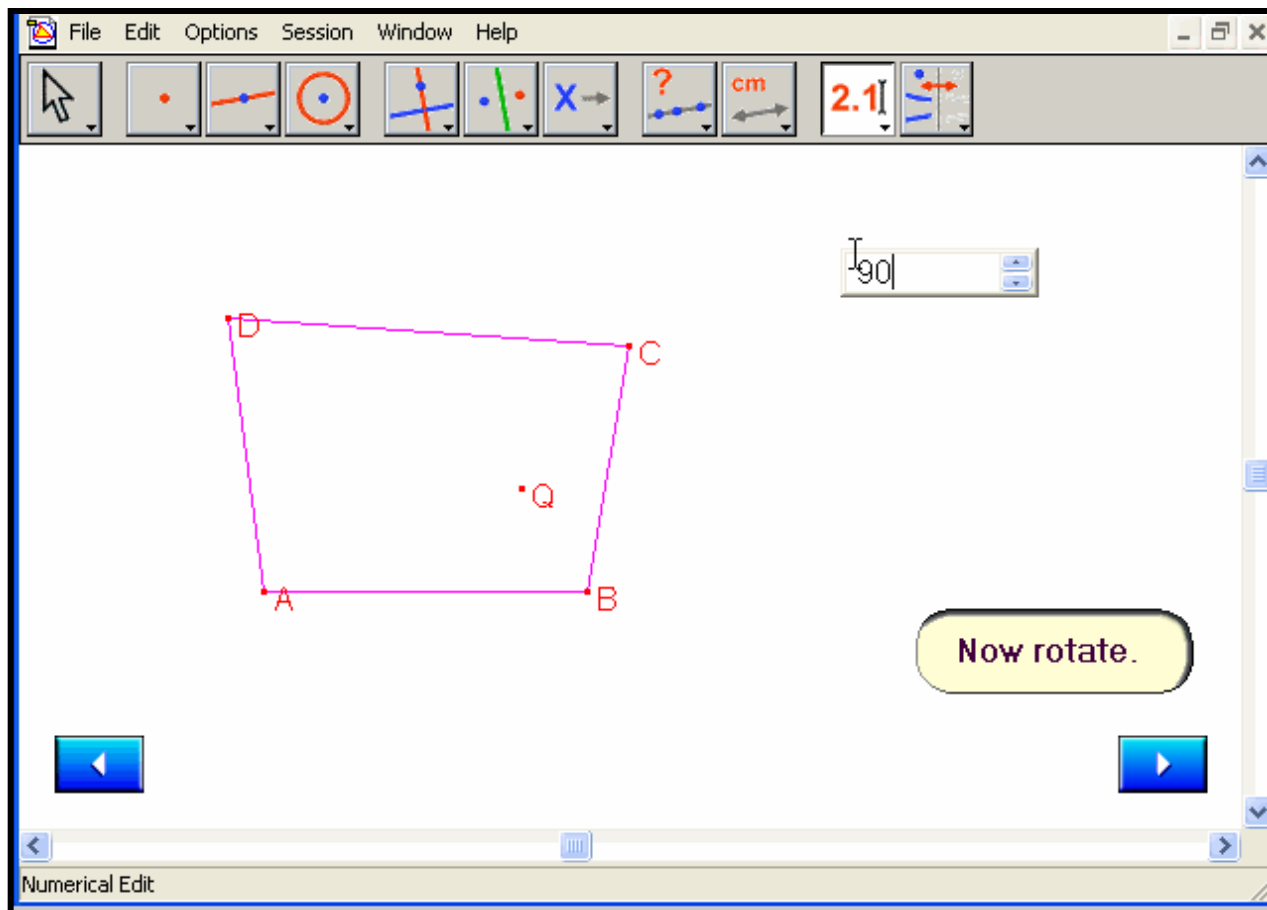 File Edit Options Session Window Help
?
cm
X
2.1
-90
D
C
Q
A
B
Now rotate.
Numerical Edit